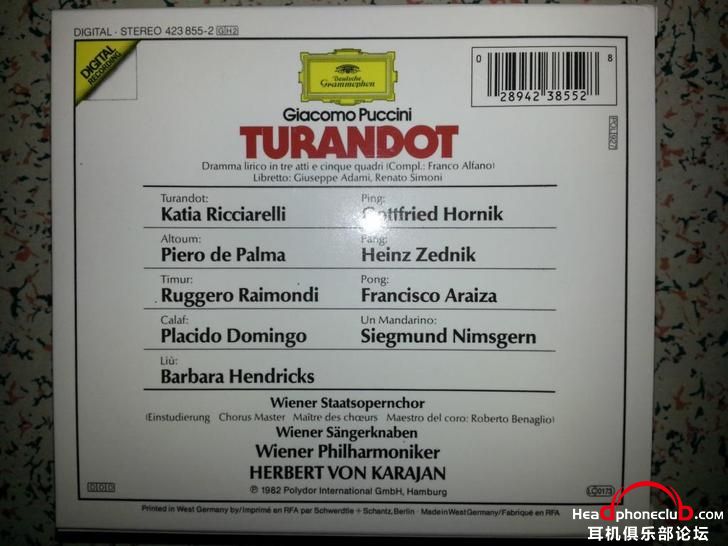 DIGITAL · STEREO 423 855-2 GH2
DIGITAL
RECORDING
Deutsche
Grammophon
0 28942 38552 8
Giacomo Puccini
TURANDOT
Dramma lirico in tre atti e cinque quadri (Compl.: Franco Alfano)
Libretto: Giuseppe Adami, Renato Simoni
Turandot:
Katia Ricciarelli
Ping:
Gottfried Hornik
Altoum:
Piero de Palma
Pang:
Heinz Zednik
Timur:
Ruggero Raimondi
Pong:
Francisco Araiza
Calaf:
Placido Domingo
Un Mandarino:
Siegmund Nimsgern
Liù:
Barbara Hendricks
Wiener Staatsopernchor
(Einstudierung Chorus Master Maître des chœurs Maestro del coro: Roberto Benaglio)
Wiener Sängerknaben
Wiener Philharmoniker
HERBERT VON KARAJAN
℗ 1982 Polydor International GmbH, Hamburg
DDD
LC 0173
Printed in West Germany by/Imprimé en RFA par Schwerdtle + Schantz, Berlin · Made in West Germany/Fabriqué en RFA
HeadphoneClub.com
耳机俱乐部论坛